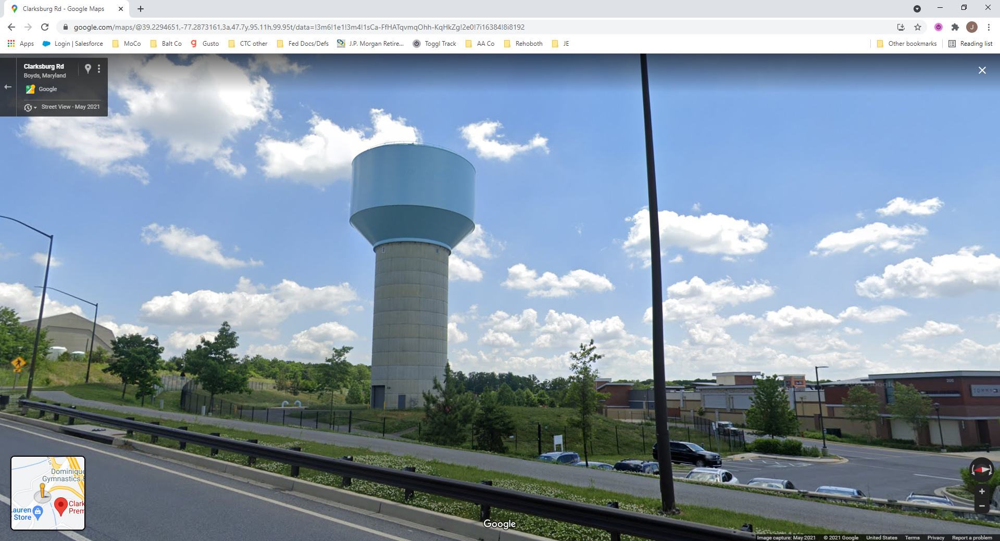 Clarksburg Rd - Google Maps
google.com/maps/@39.2294651,-77.2873161,3a,47.7y,95.11h,99.95t/data=!3m6!1e1!3m4!1sCa-FfHATqvmqOhh-KqHkZg!2e0!7i16384!8i8192
J
Apps
Login | Salesforce
MoCo
Balt Co
Gusto
CTC other
Fed Docs/Defs
J.P. Morgan Retire...
Toggl Track
AA Co
Rehoboth
JE
Other bookmarks
Reading list
Clarksburg Rd
Boyds, Maryland
Google
Street View - May 2021
200
TOMMY
Dominique
Gymnastics &
Clark
Prem
auren
Store
Google
Image capture: May 2021
© 2021 Google
United States
Terms
Privacy
Report a problem